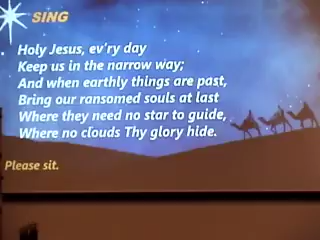 SING
Holy Jesus, ev'ry day
Keep us in the narrow way;
And when earthly things are past,
Bring our ransomed souls at last
Where they need no star to guide,
Where no clouds Thy glory hide.
Please sit.